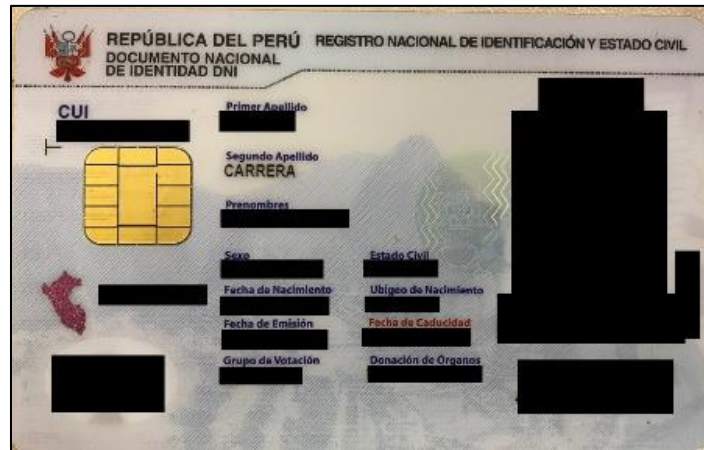 REPÚBLICA DEL PERÚ REGISTRO NACIONAL DE IDENTIFICACIÓN Y ESTADO CIVIL
DOCUMENTO NACIONAL
DE IDENTIDAD DNI
CUI
Primer Apellido
Segundo Apellido
CARRERA
Prenombres
Sexo Estado Civil
Fecha de Nacimiento Ubigeo de Nacimiento
Fecha de Emisión Fecha de Caducidad
Grupo de Votación Donación de Órganos